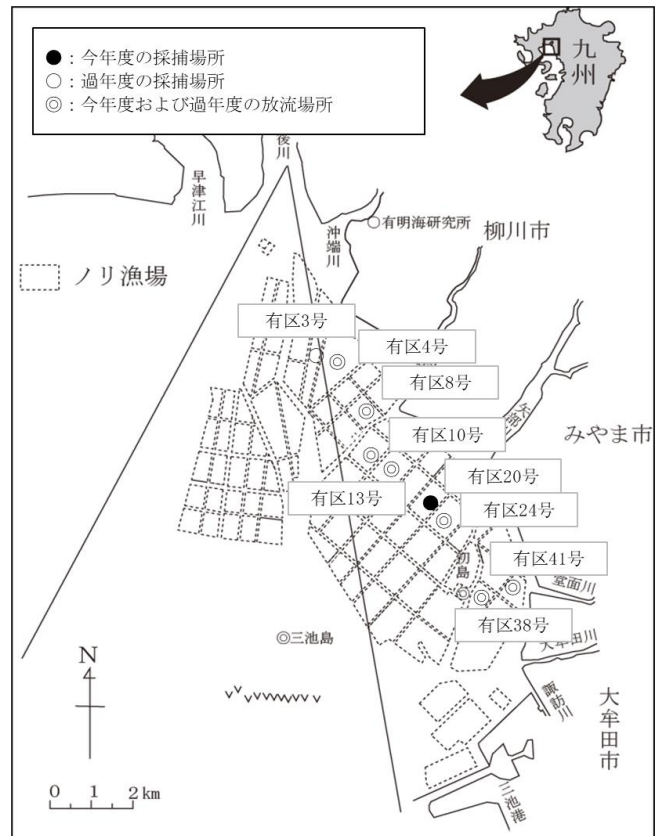 ●：今年度の採捕場所
○：過年度の採捕場所
◎：今年度および過年度の放流場所
九州
後川
早津江川
沖端川
有明海研究所
柳川市
ノリ漁場
有区3号
有区4号
有区8号
有区10号
有区13号
有区20号
有区24号
有区41号
有区38号
みやま市
初島
堂面川
大牟田川
諏訪川
大牟田市
三池島
三池港
N
0 1 2 km